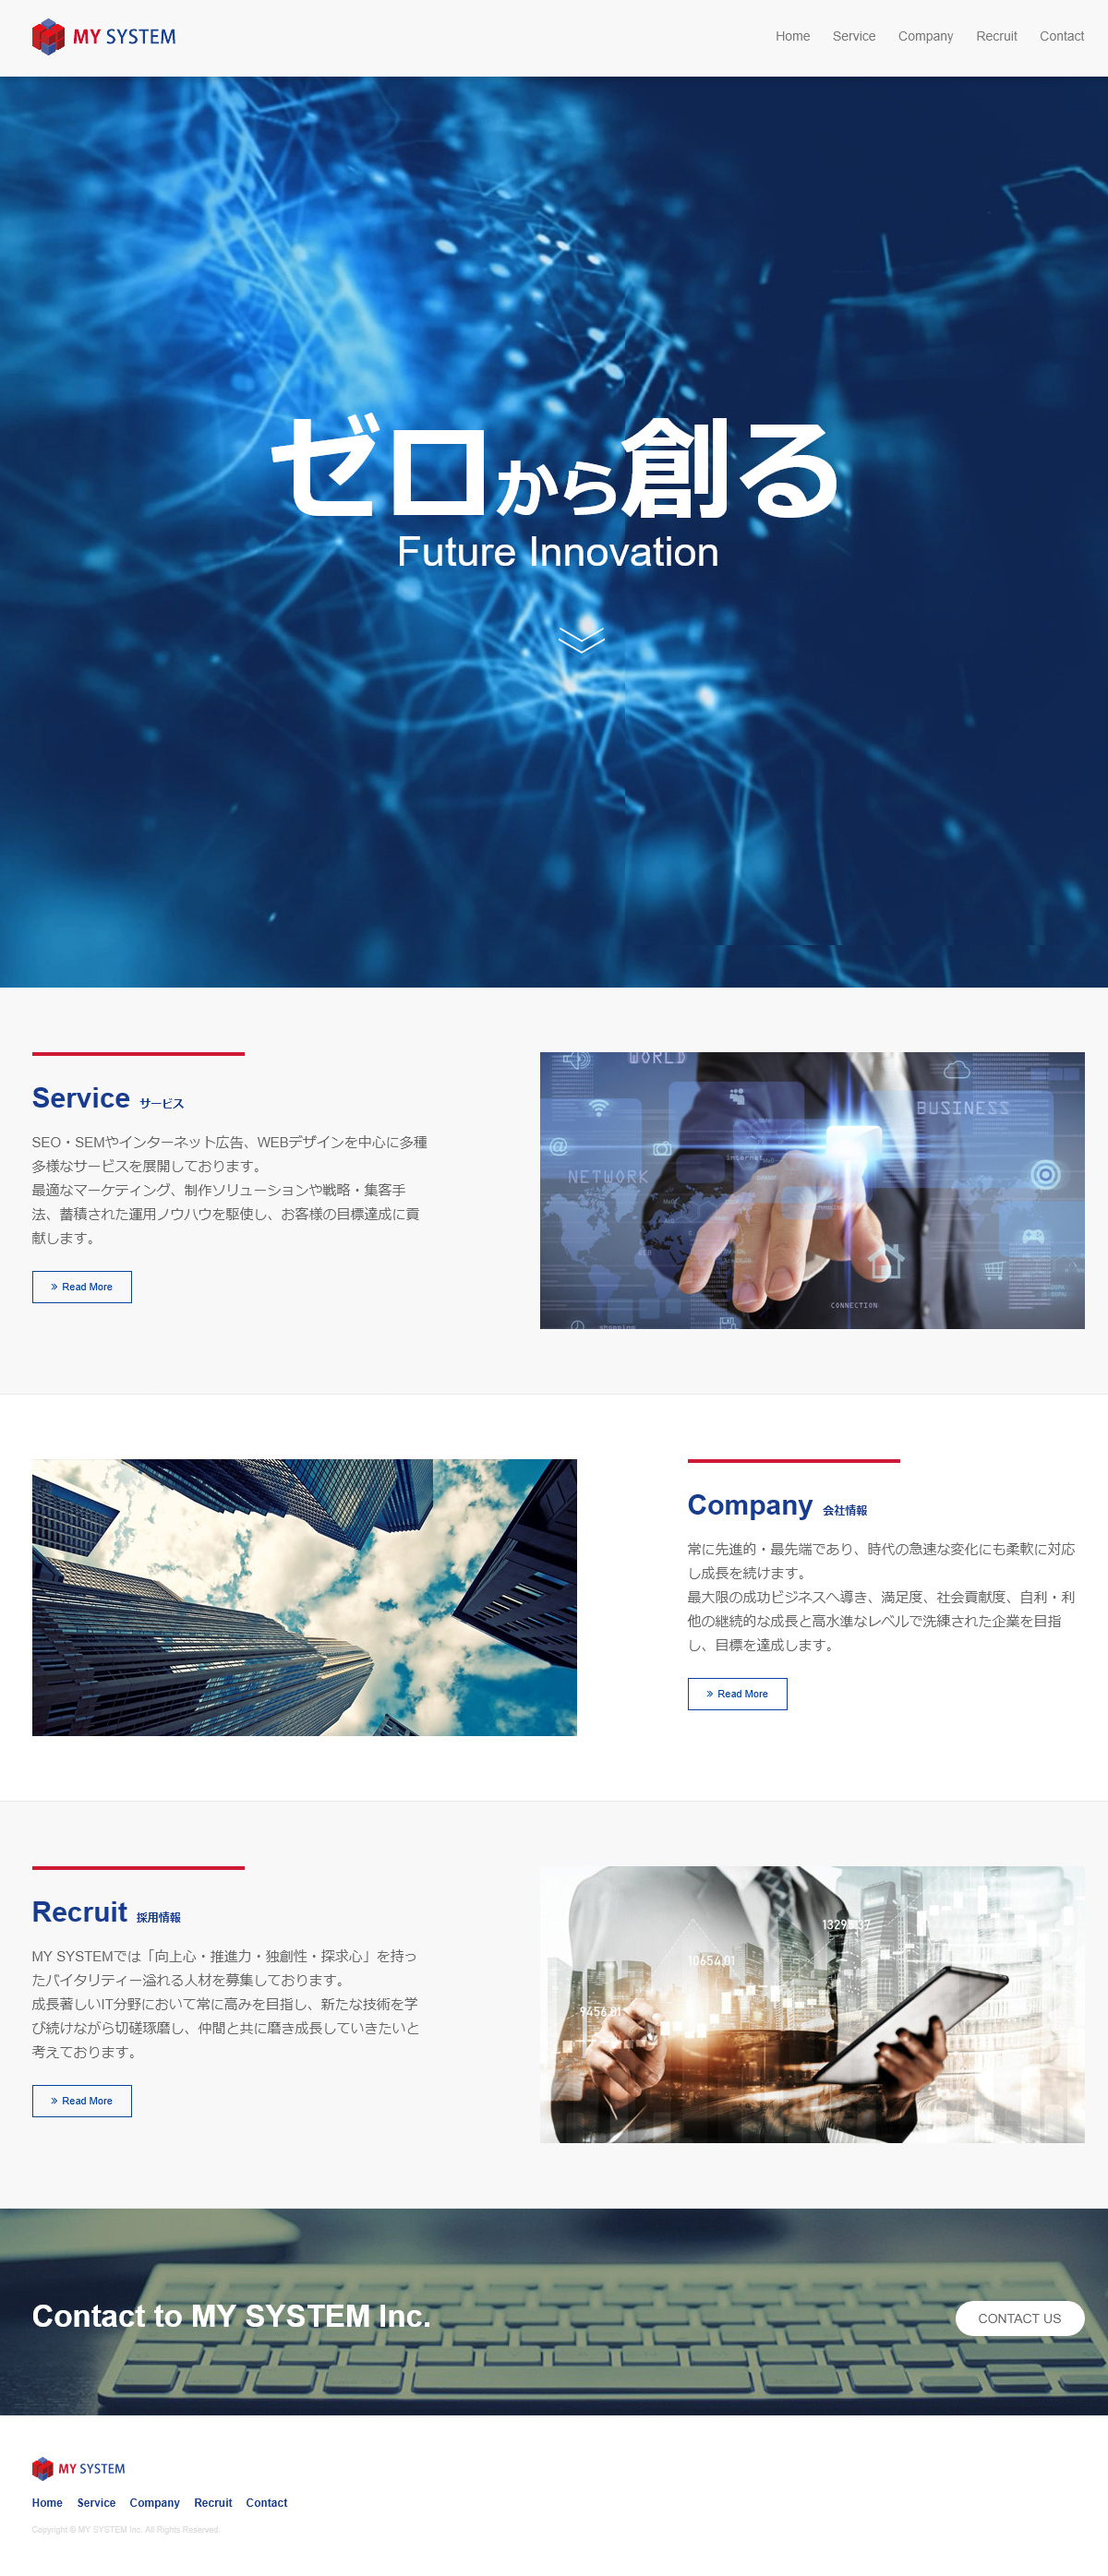 MY SYSTEM
Home Service Company Recruit Contact
ゼロから創る
Future Innovation
Service サービス
SEO・SEMやインターネット広告、WEBデザインを中心に多種
多様なサービスを展開しております。
最適なマーケティング、制作ソリューションや戦略・集客手
法、蓄積された運用ノウハウを駆使し、お客様の目標達成に貢
献します。
» Read More
WORLD
BUSINESS
@
internet
NETWORK
CONNECTION
Company 会社情報
常に先進的・最先端であり、時代の急速な変化にも柔軟に対応
し成長を続けます。
最大限の成功ビジネスへ導き、満足度、社会貢献度、自利・利
他の継続的な成長と高水準なレベルで洗練された企業を目指
し、目標を達成します。
» Read More
Recruit 採用情報
MY SYSTEMでは「向上心・推進力・独創性・探求心」を持っ
たバイタリティー溢れる人材を募集しております。
成長著しいIT分野において常に高みを目指し、新たな技術を学
び続けながら切磋琢磨し、仲間と共に磨き成長していきたいと
考えております。
» Read More
10654.01
9456.01
Contact to MY SYSTEM Inc.
CONTACT US
MY SYSTEM
Home Service Company Recruit Contact
Copyright © MY SYSTEM Inc. All Rights Reserved.